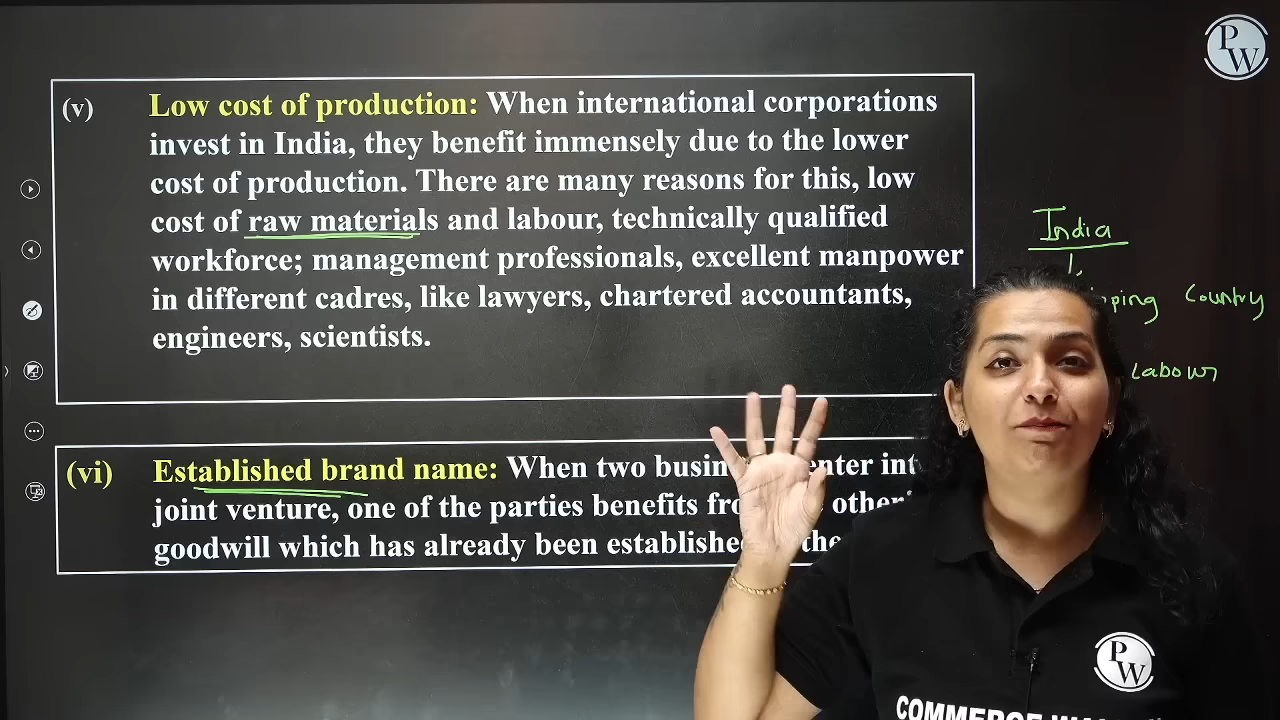 PW
(v) Low cost of production: When international corporations
invest in India, they benefit immensely due to the lower
cost of production. There are many reasons for this, low
cost of raw materials and labour, technically qualified
workforce; management professionals, excellent manpower
in different cadres, like lawyers, chartered accountants,
engineers, scientists.
India
Country
Labour
(vi) Established brand name: When two enter
joint venture, one of the parties benefits
goodwill which has already been established
PW
COMMERCE